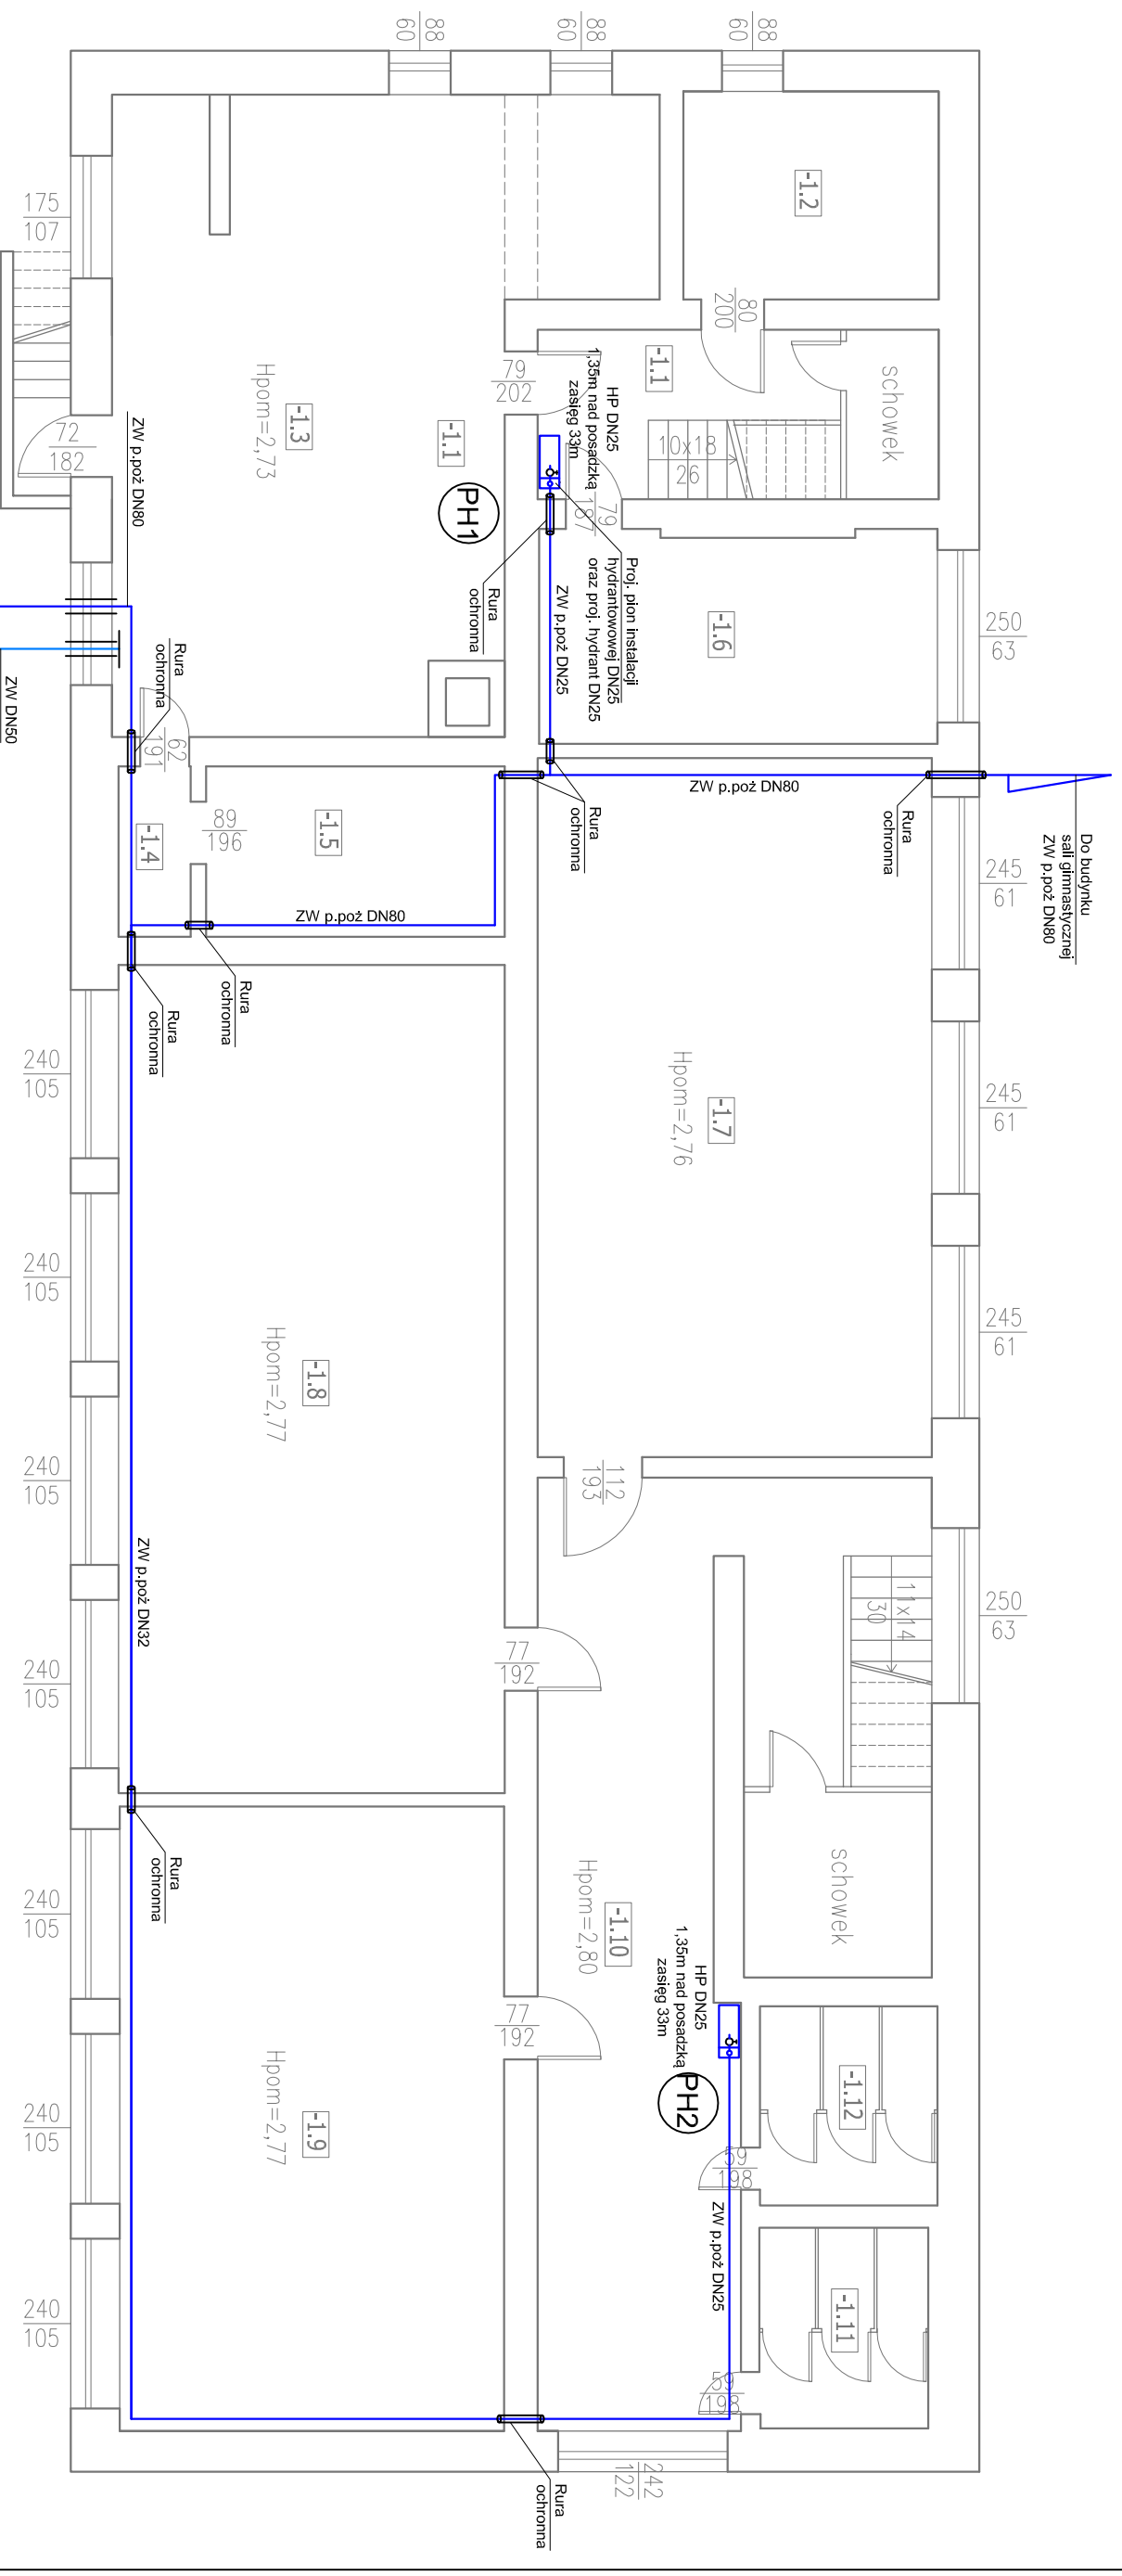 88
60
88
60
88
60
-1.2
80
200
175
107
-1.1
schowek
10x18
26
79
202
HP DN25
1,35m nad posadzką
zasięg 33m
Hpom=2,73
-1.3
-1.1
PH1
72
182
ZW p.poż DN80
79
187
Proj. pion instalacji
hydrantowowej DN25
oraz proj. hydrant DN25
ZW p.poż DN25
Rura
ochronna
-1.6
250
63
Rura
ochronna
ZW DN50
62
191
-1.4
89
196
-1.5
Rura
ochronna
ZW p.poż DN80
Rura
ochronna
Do budynku
sali gimnastycznej
ZW p.poż DN80
245
61
ZW p.poż DN80
Rura
ochronna
Rura
ochronna
240
105
-1.7
Hpom=2,76
245
61
240
105
245
61
-1.8
Hpom=2,77
240
105
112
193
ZW p.poż DN32
11x14
30
250
63
77
192
240
105
Rura
ochronna
240
105
schowek
-1.10
Hpom=2,80
HP DN25
1,35m nad posadzką
zasięg 33m
PH2
77
192
-1.12
-1.9
Hpom=2,77
240
105
59
198
ZW p.poż DN25
-1.11
240
105
59
198
242
122
Rura
ochronna